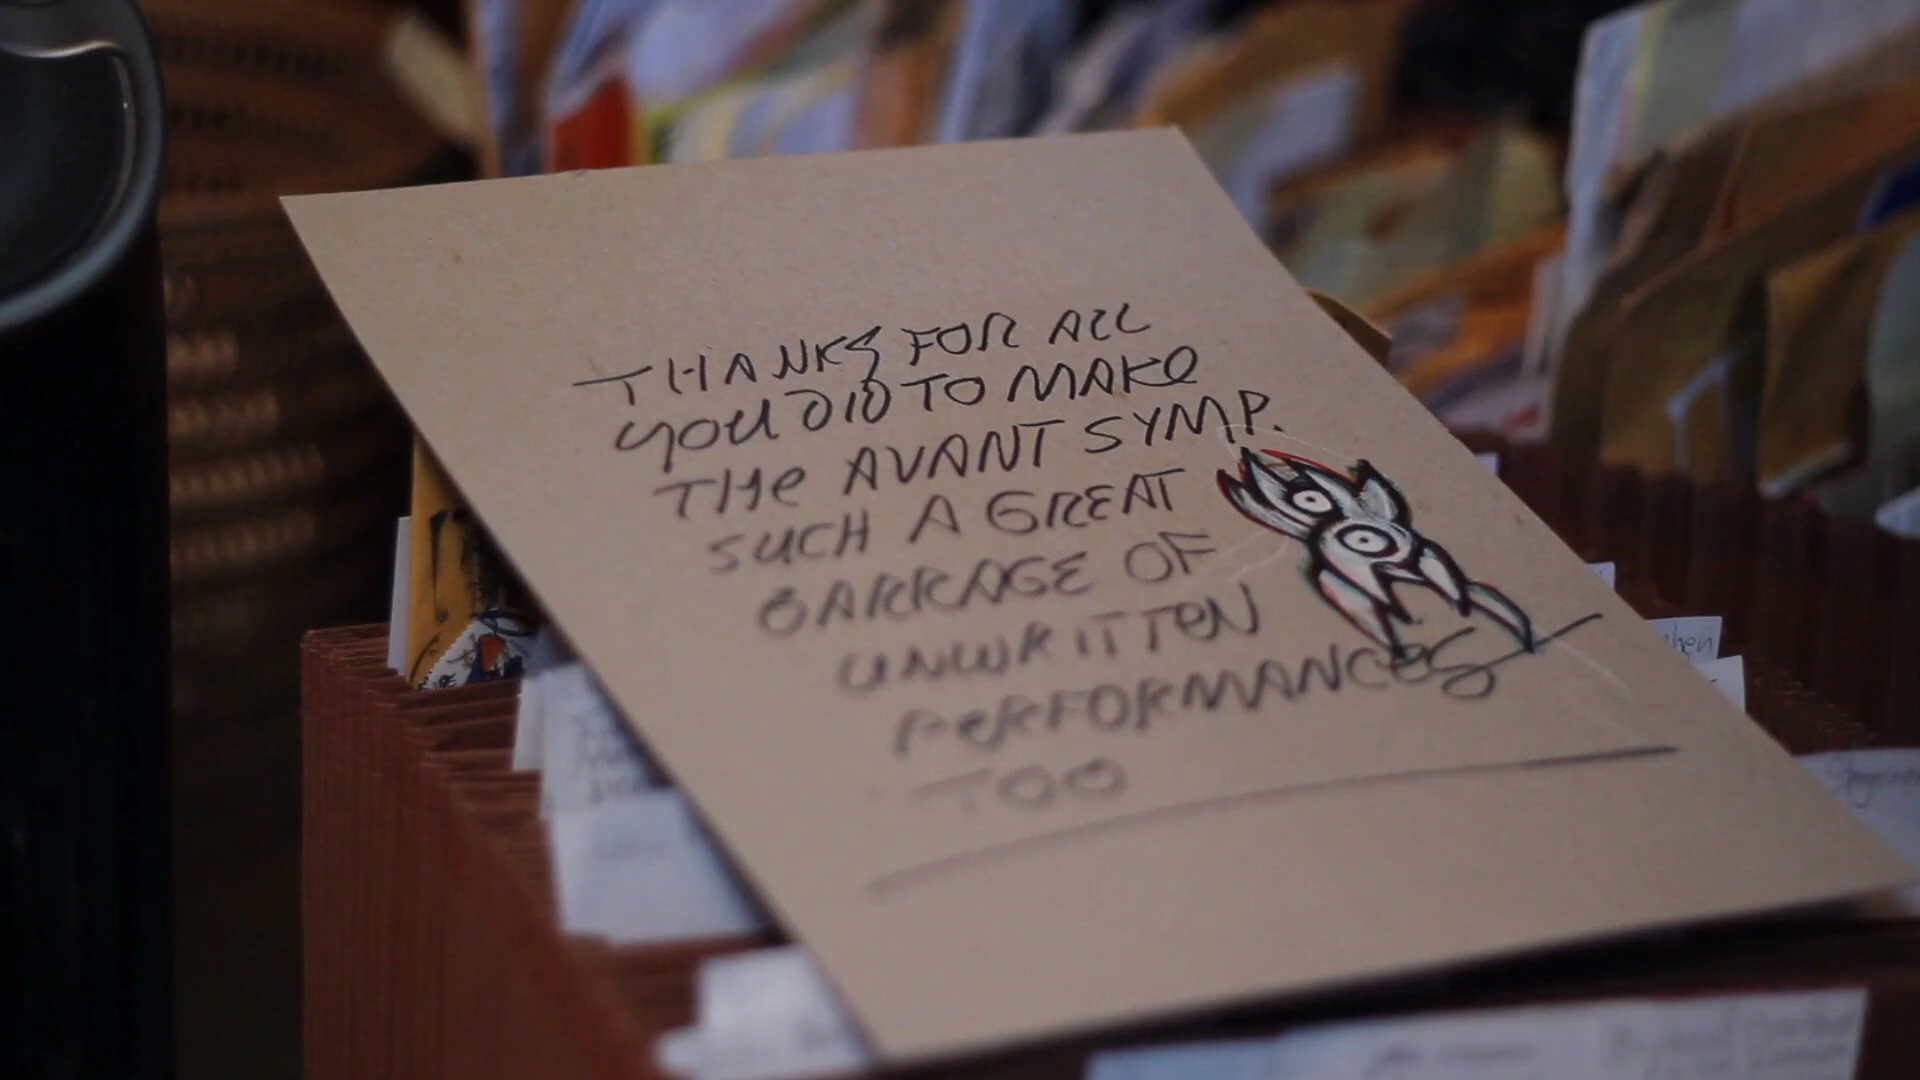 THANKS FOR ALL
YOU DID TO MAKE
THE AVANT SYMP.
SUCH A GREAT
BARRAGE OF
UNWRITTEN
PERFORMANCES
TOO